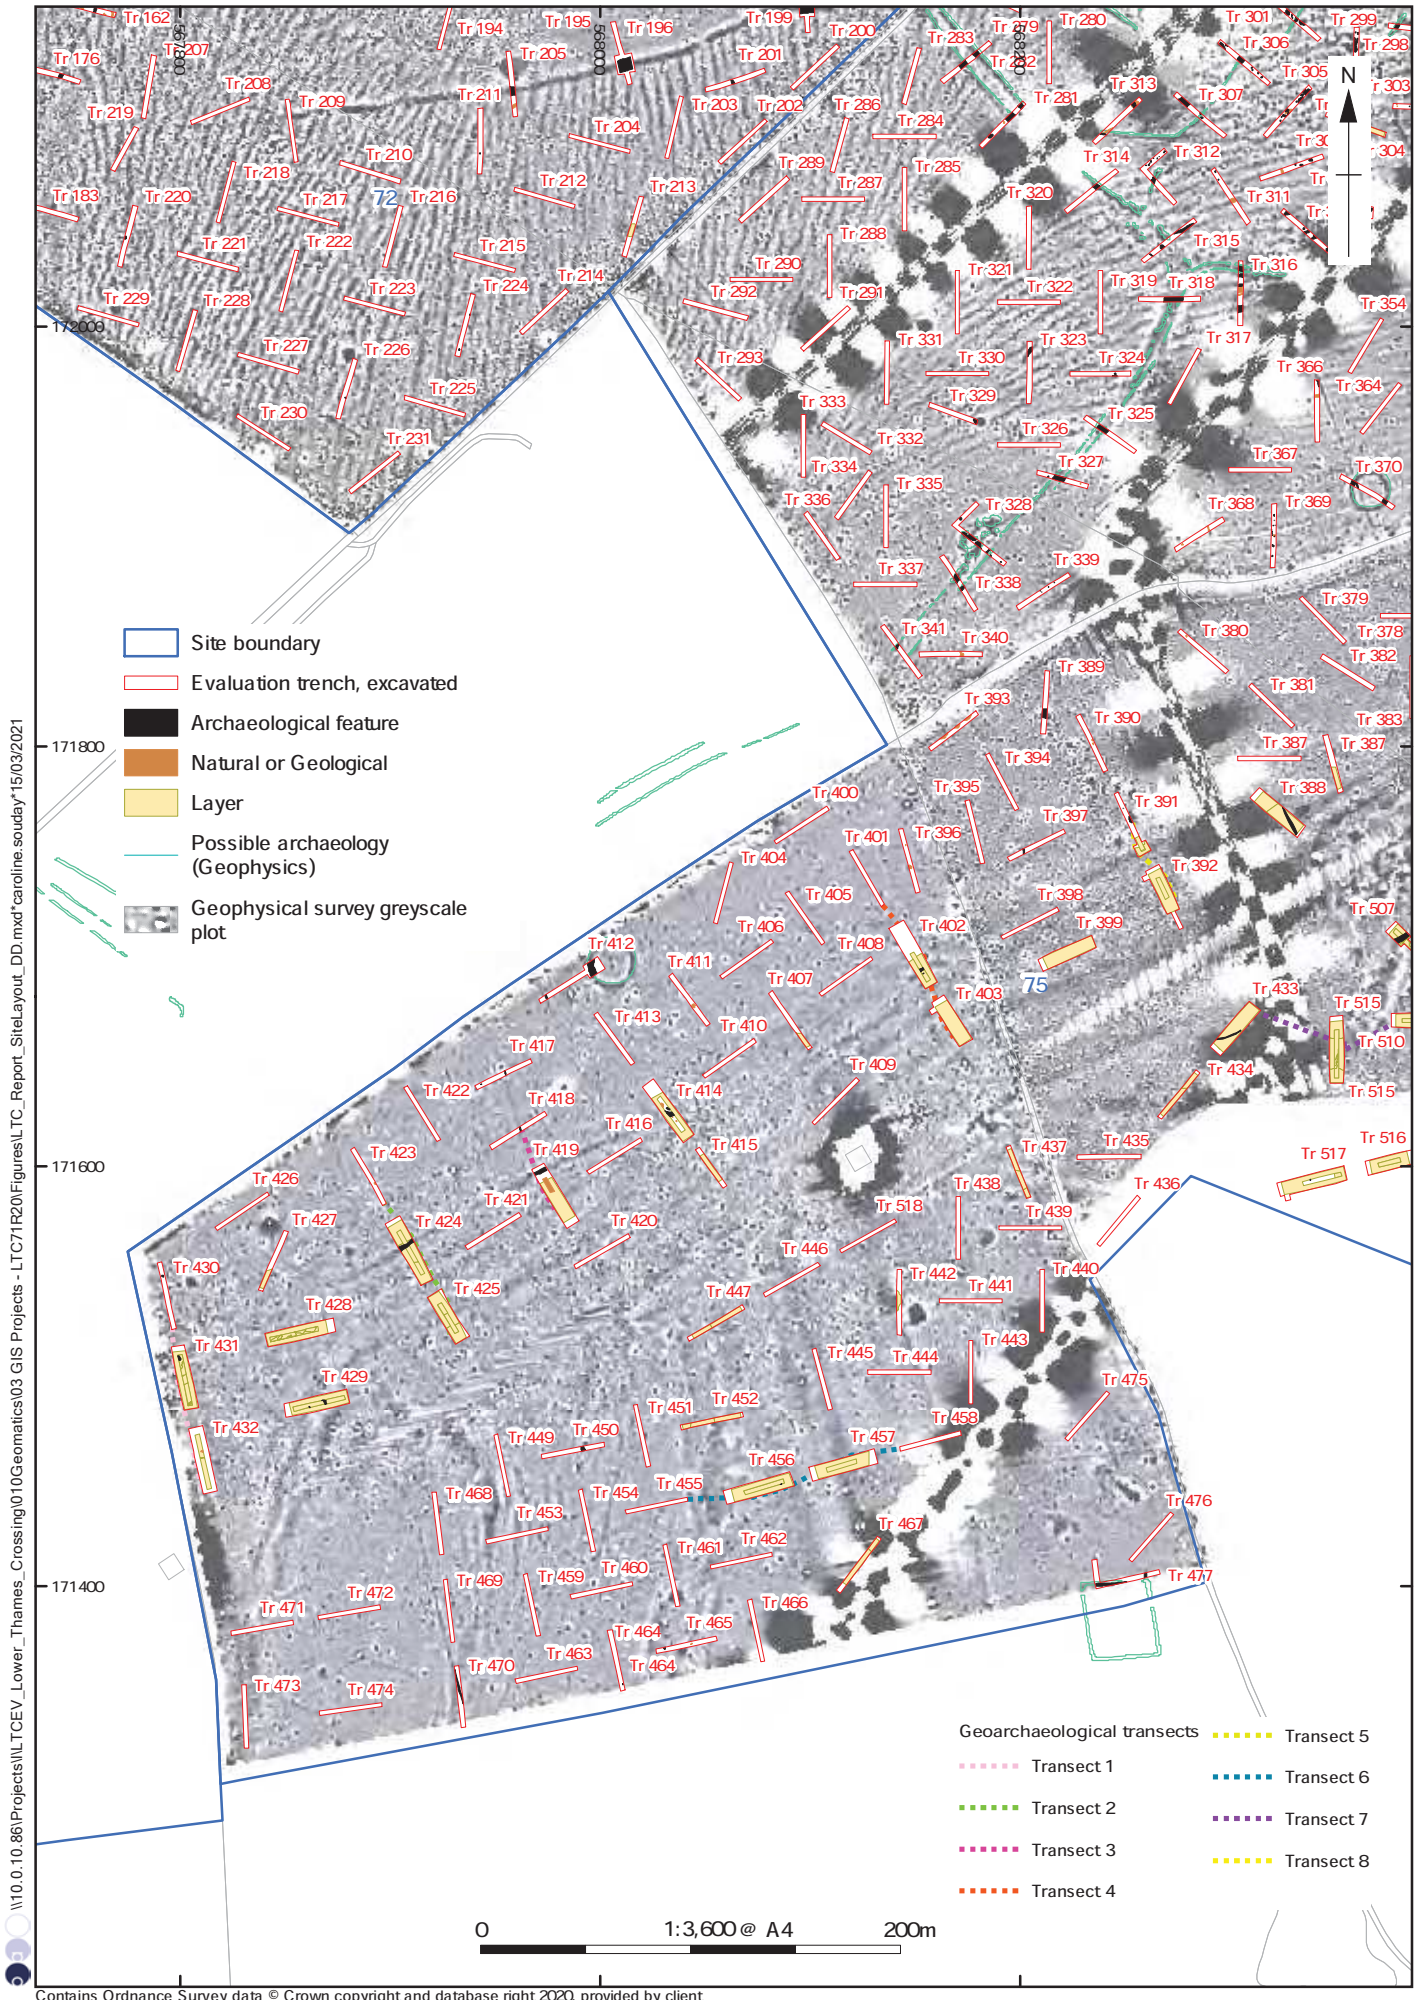 Tr 162
Tr 207
Tr 194
Tr 195
Tr 196
Tr 199
Tr 200
Tr 283
Tr 279
Tr 280
Tr 301
Tr 299
Tr 298
Tr 176
567800
Tr 205
568000
Tr 201
Tr 282
568200
Tr 306
Tr 305
N
Tr 303
Tr 219
Tr 208
Tr 209
Tr 211
Tr 203
Tr 202
Tr 286
Tr 284
Tr 281
Tr 313
Tr 307
Tr 204
Tr 304
Tr 218
Tr 210
Tr 289
Tr 287
Tr 285
Tr 314
Tr 312
Tr 183
Tr 220
Tr 217
72
Tr 216
Tr 212
Tr 213
Tr 320
Tr 311
Tr 221
Tr 222
Tr 215
Tr 288
Tr 315
Tr 229
Tr 228
Tr 223
Tr 224
Tr 214
Tr 290
Tr 292
Tr 291
Tr 321
Tr 322
Tr 319
Tr 318
Tr 316
Tr 354
172000
Tr 227
Tr 226
Tr 293
Tr 331
Tr 330
Tr 323
Tr 324
Tr 317
Tr 366
Tr 364
Tr 230
Tr 225
Tr 333
Tr 329
Tr 325
Tr 231
Tr 332
Tr 326
Tr 334
Tr 327
Tr 367
Tr 370
Tr 336
Tr 335
Tr 328
Tr 368
Tr 369
Tr 337
Tr 338
Tr 339
Tr 341
Tr 340
Tr 380
Tr 379
Tr 378
Tr 382
Site boundary
Evaluation trench, excavated
Archaeological feature
Natural or Geological
Layer
Possible archaeology
(Geophysics)
Geophysical survey greyscale
plot
Tr 389
Tr 381
Tr 393
Tr 390
Tr 383
171800
Tr 394
Tr 387
Tr 387
Tr 400
Tr 395
Tr 391
Tr 388
Tr 401
Tr 396
Tr 397
Tr 404
Tr 405
Tr 392
Tr 398
Tr 406
Tr 402
Tr 399
Tr 507
Tr 412
Tr 411
Tr 408
Tr 407
Tr 403
75
Tr 433
Tr 515
Tr 413
Tr 410
Tr 417
Tr 510
Tr 422
Tr 414
Tr 409
Tr 434
Tr 515
Tr 418
Tr 416
Tr 423
Tr 419
Tr 415
Tr 437
Tr 435
Tr 517
Tr 516
171600
Tr 426
Tr 421
Tr 438
Tr 436
Tr 427
Tr 424
Tr 420
Tr 518
Tr 439
Tr 430
Tr 425
Tr 446
Tr 442
Tr 441
Tr 440
Tr 428
Tr 447
Tr 431
Tr 445
Tr 444
Tr 443
Tr 429
Tr 475
Tr 432
Tr 451
Tr 452
Tr 449
Tr 450
Tr 457
Tr 458
Tr 456
Tr 455
Tr 468
Tr 454
Tr 453
Tr 476
Tr 461
Tr 462
Tr 467
Tr 472
Tr 469
Tr 459
Tr 460
Tr 477
171400
Tr 471
Tr 464
Tr 465
Tr 466
Tr 470
Tr 463
Tr 464
Tr 473
Tr 474
Geoarchaeological transects
Transect 1
Transect 2
Transect 3
Transect 4
Transect 5
Transect 6
Transect 7
Transect 8
0
1:3,600 @ A4
200m
Contains Ordnance Survey data © Crown copyright and database right 2020, provided by client
\\10.0.10.86\Projects\I\LTCEV_Lower_Thames_Crossing\010Geomatics\03 GIS Projects - LTC71R20\Figures\LTC_Report_SiteLayout_DD.mxd*caroline.souday*15/03/2021